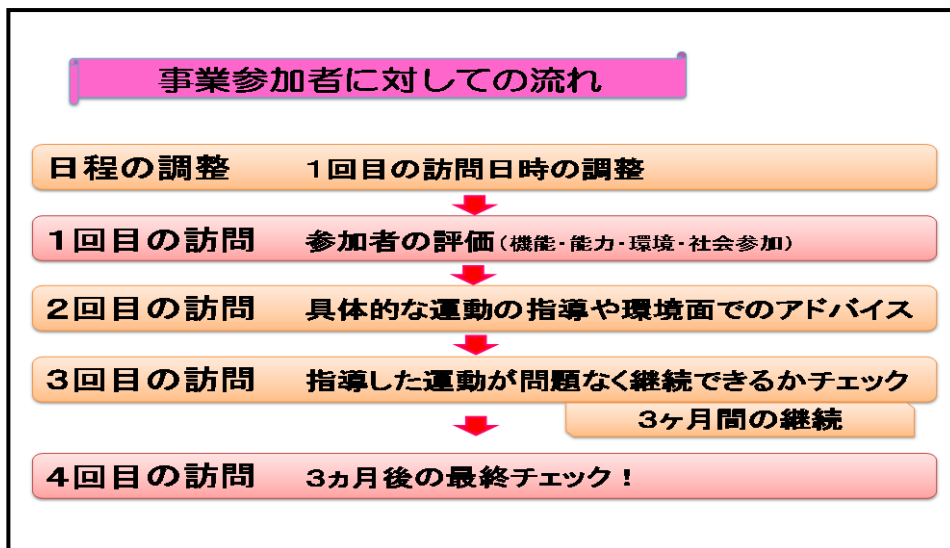 事業参加者に対しての流れ
日程の調整 1回目の訪問日時の調整
1回目の訪問 参加者の評価(機能・能力・環境・社会参加)
2回目の訪問 具体的な運動の指導や環境面でのアドバイス
3回目の訪問 指導した運動が問題なく継続できるかチェック
3ヶ月間の継続
4回目の訪問 3ヵ月後の最終チェック！